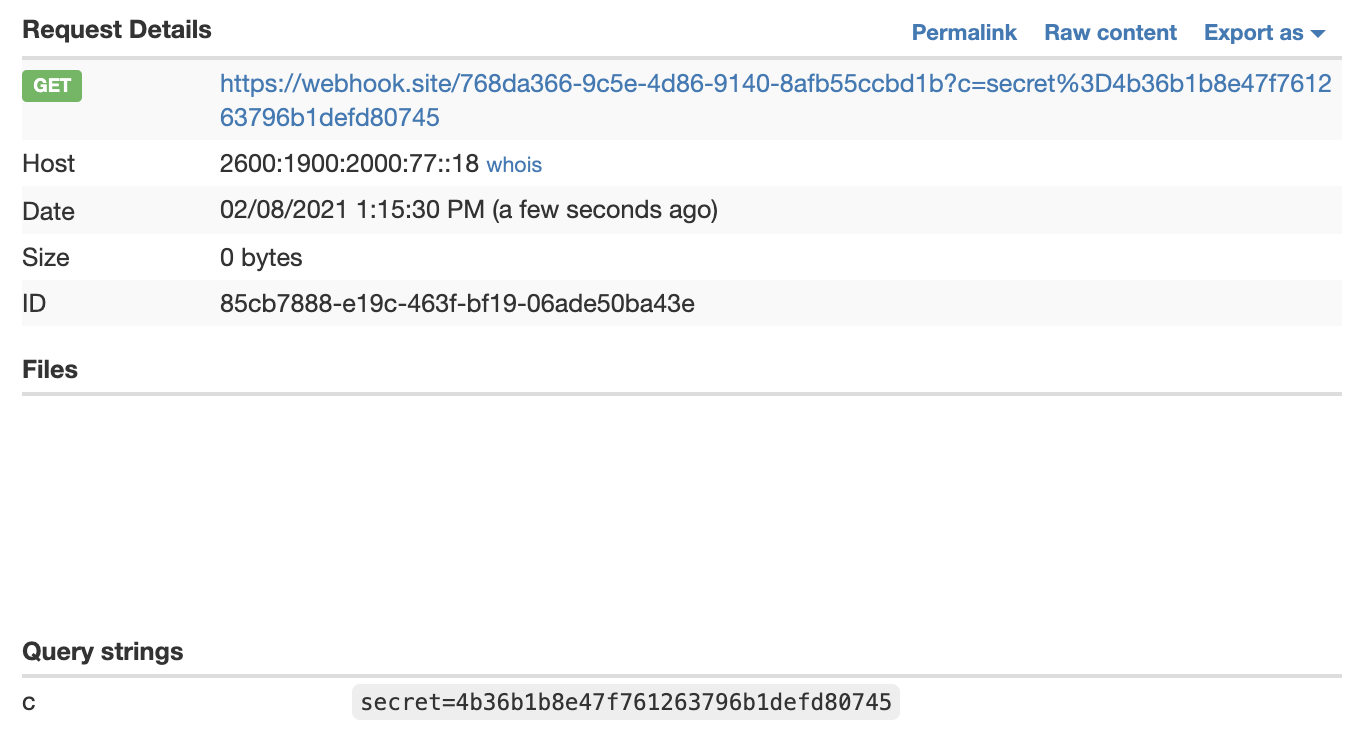 Request Details
Permalink Raw content Export as
GET https://webhook.site/768da366-9c5e-4d86-9140-8afb55ccbd1b?c=secret%3D4b36b1b8e47f7612
63796b1defd80745
Host 2600:1900:2000:77::18 whois
Date 02/08/2021 1:15:30 PM (a few seconds ago)
Size 0 bytes
ID 85cb7888-e19c-463f-bf19-06ade50ba43e
Files
Query strings
c secret=4b36b1b8e47f761263796b1defd80745